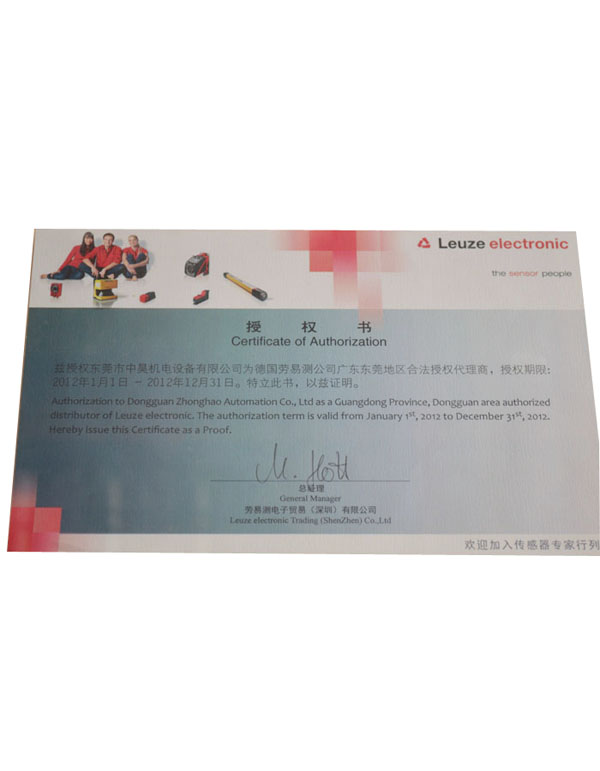 Leuze electronic
the sensor people
授 权 书
Certificate of Authorization
兹授权东莞市中昊机电设备有限公司为德国劳易测公司广东东莞地区合法授权代理商，授权期限：
2012年1月1日 － 2012年12月31日。特立此书，以兹证明。
Authorization to Dongguan Zhonghao Automation Co., Ltd as a Guangdong Province, Dongguan area authorized
distributor of Leuze electronic. The authorization term is valid from January 1st, 2012 to December 31st, 2012.
Hereby issue this Certificate as a Proof.
总经理
General Manager
劳易测电子贸易（深圳）有限公司
Leuze electronic Trading (ShenZhen) Co.,Ltd
欢迎加入传感器专家行列